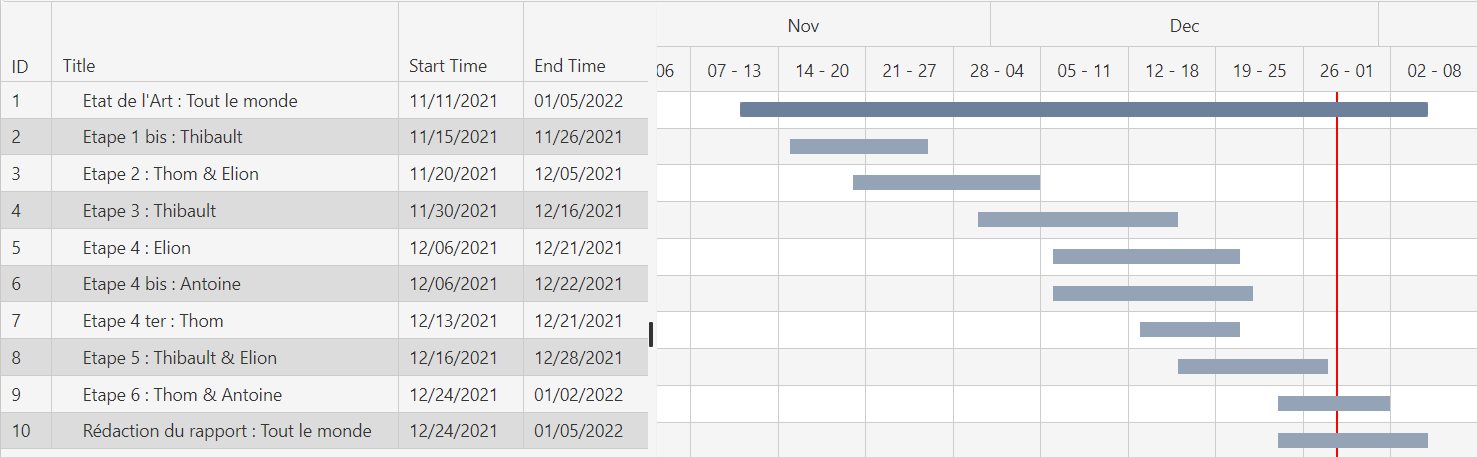 Nov Dec
ID Title Start Time End Time 06 07 - 13 14 - 20 21 - 27 28 - 04 05 - 11 12 - 18 19 - 25 26 - 01 02 - 08
1 Etat de l'Art : Tout le monde 11/11/2021 01/05/2022
2 Etape 1 bis : Thibault 11/15/2021 11/26/2021
3 Etape 2 : Thom & Elion 11/20/2021 12/05/2021
4 Etape 3 : Thibault 11/30/2021 12/16/2021
5 Etape 4 : Elion 12/06/2021 12/21/2021
6 Etape 4 bis : Antoine 12/06/2021 12/22/2021
7 Etape 4 ter : Thom 12/13/2021 12/21/2021
8 Etape 5 : Thibault & Elion 12/16/2021 12/28/2021
9 Etape 6 : Thom & Antoine 12/24/2021 01/02/2022
10 Rédaction du rapport : Tout le monde 12/24/2021 01/05/2022